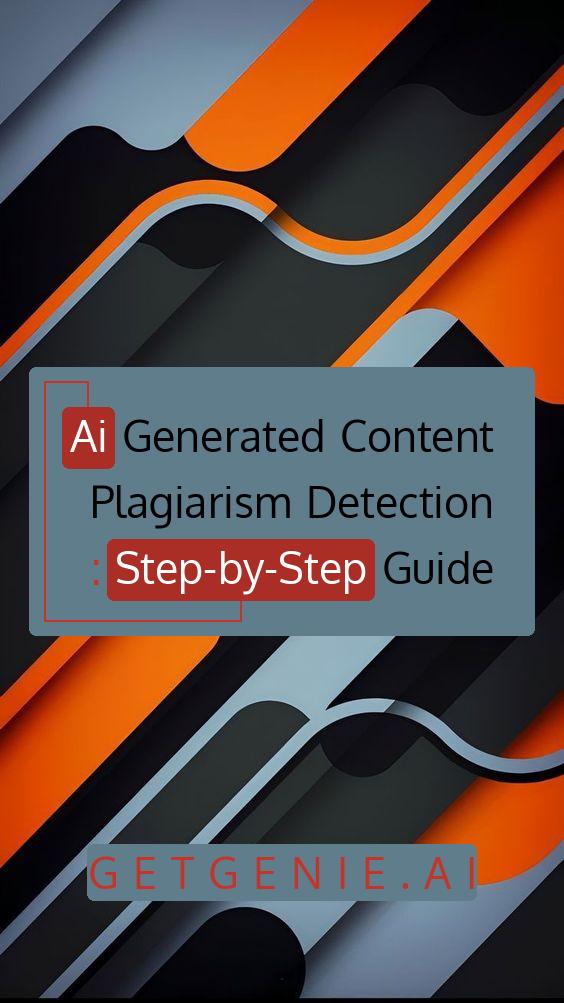 Ai Generated Content
Plagiarism Detection
: Step-by-Step Guide
GETGENIE.AI